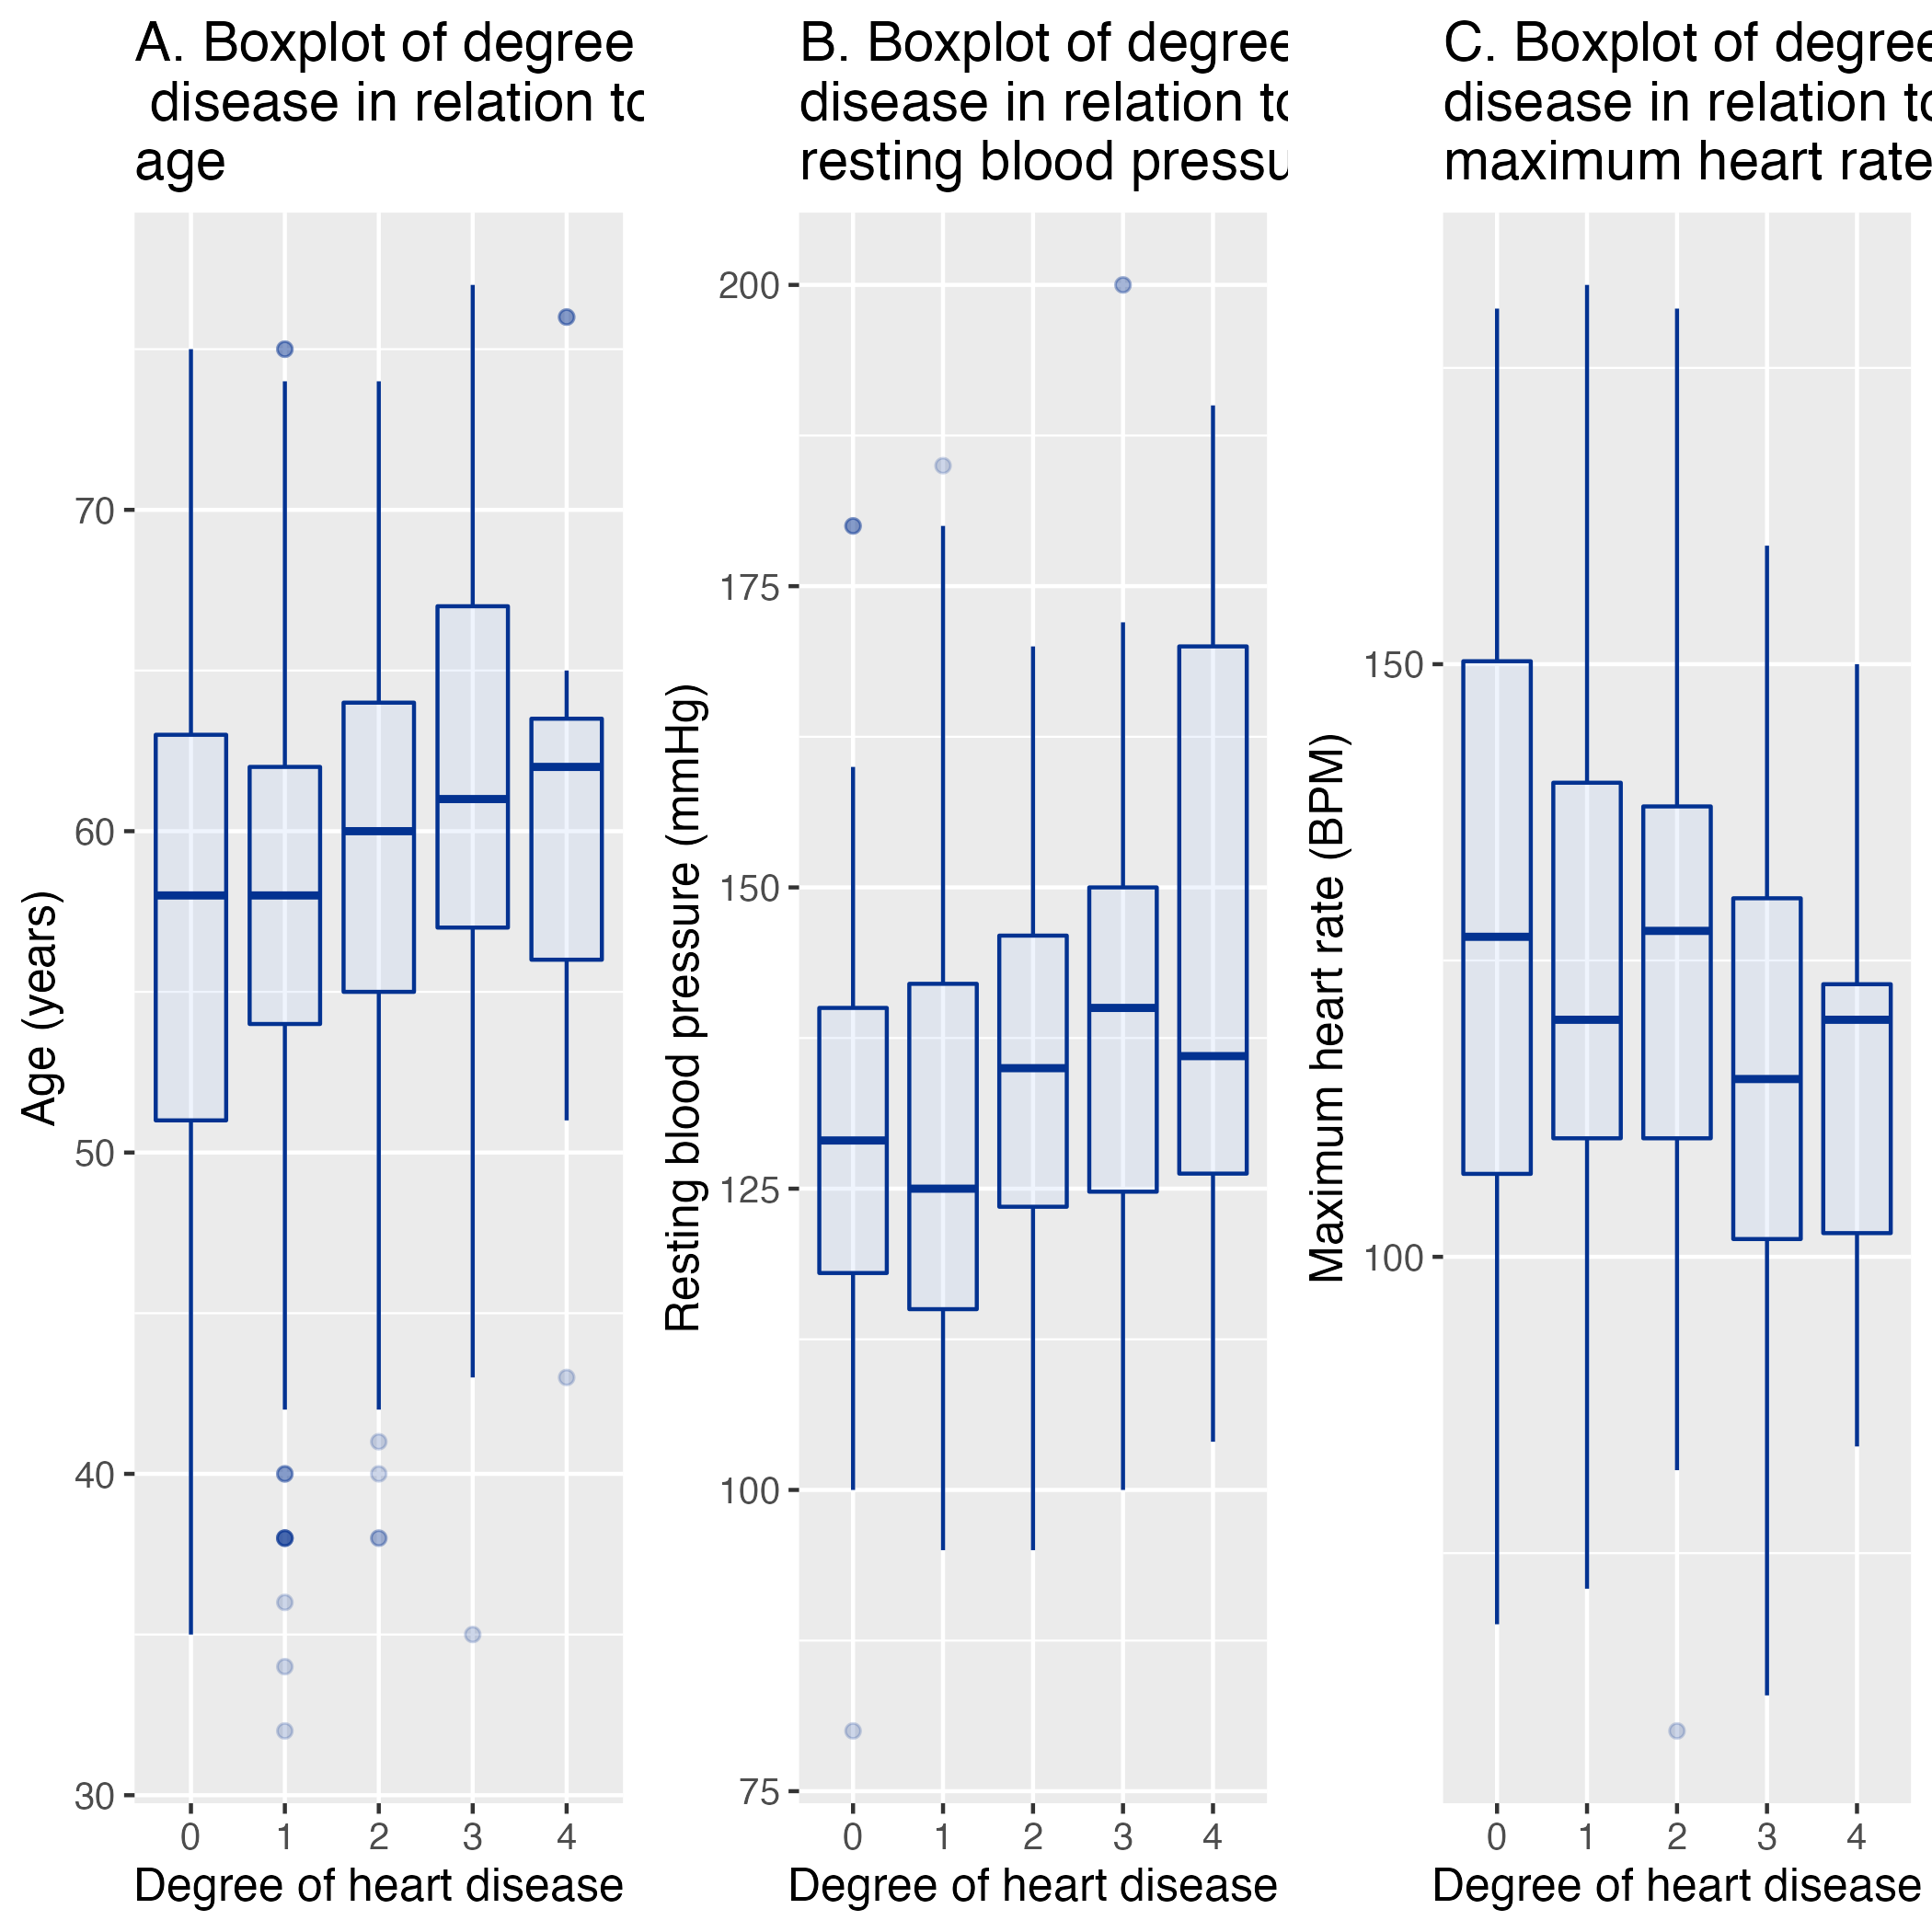 A. Boxplot of degree
disease in relation to
age
70
60
50
40
30
Age (years)
0 1 2 3 4
Degree of heart disease
B. Boxplot of degree
disease in relation to
resting blood pressu
200
175
150
125
100
75
Resting blood pressure (mmHg)
0 1 2 3 4
Degree of heart disease
C. Boxplot of degree
disease in relation to
maximum heart rate
150
100
Maximum heart rate (BPM)
0 1 2 3 4
Degree of heart disease